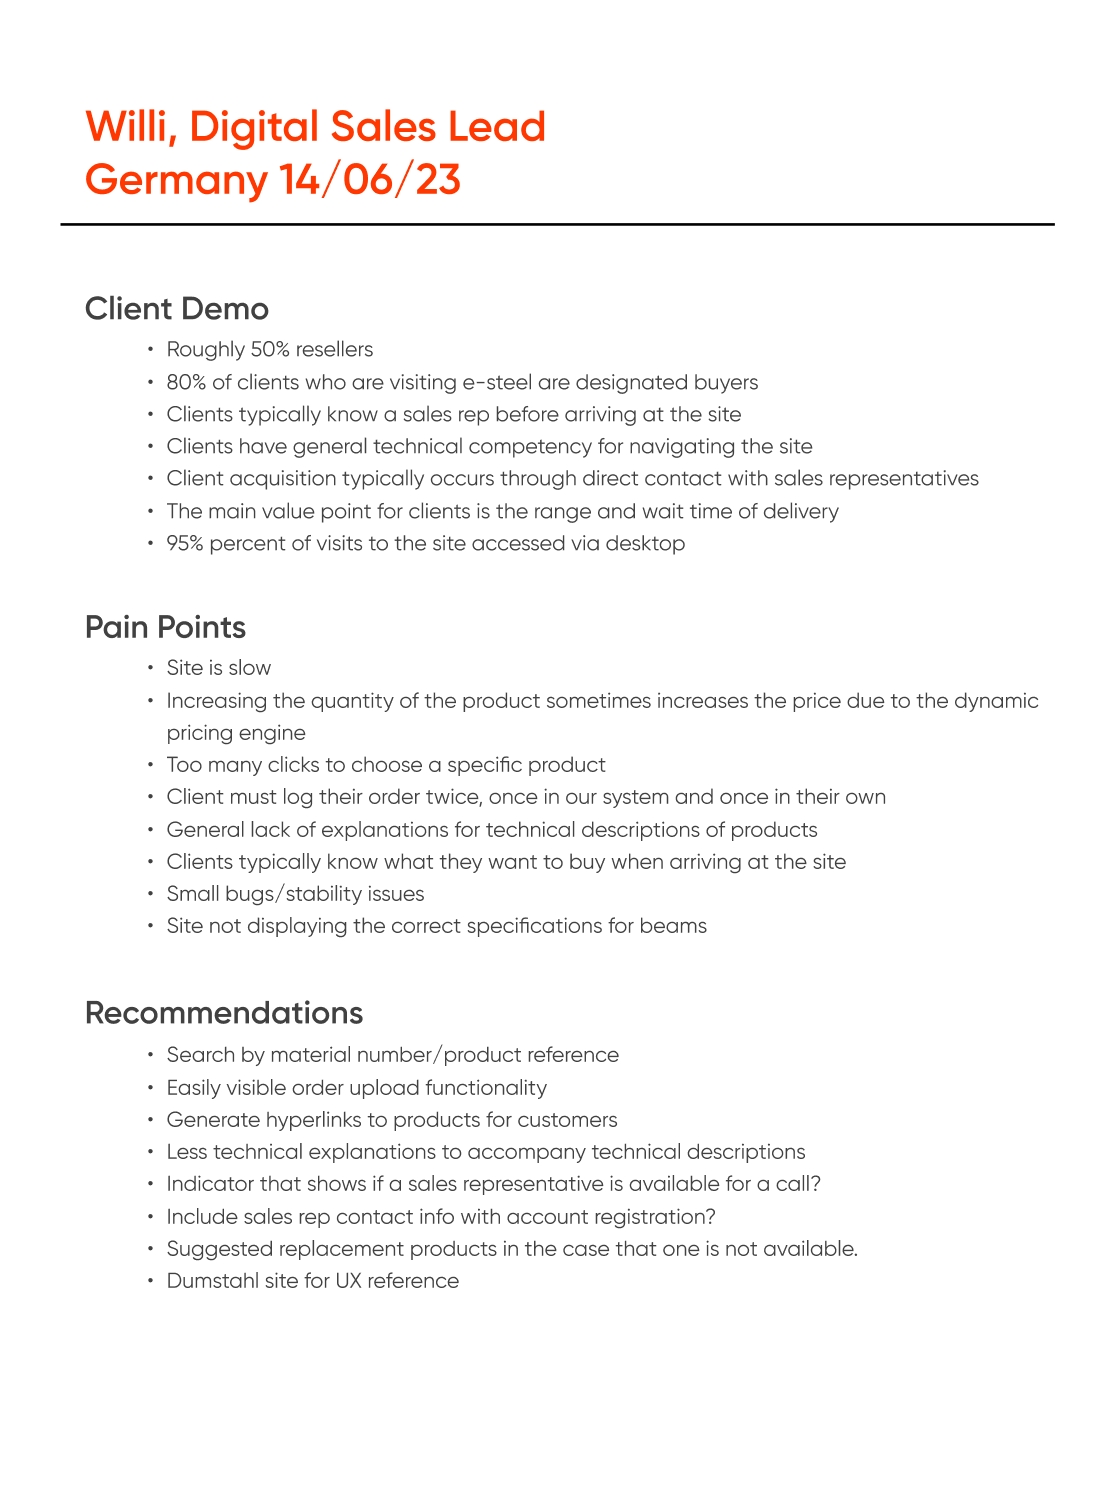 Willi, Digital Sales Lead
Germany 14/06/23
Client Demo
• Roughly 50% resellers
• 80% of clients who are visiting e-steel are designated buyers
• Clients typically know a sales rep before arriving at the site
• Clients have general technical competency for navigating the site
• Client acquisition typically occurs through direct contact with sales representatives
• The main value point for clients is the range and wait time of delivery
• 95% percent of visits to the site accessed via desktop
Pain Points
• Site is slow
• Increasing the quantity of the product sometimes increases the price due to the dynamic
pricing engine
• Too many clicks to choose a specific product
• Client must log their order twice, once in our system and once in their own
• General lack of explanations for technical descriptions of products
• Clients typically know what they want to buy when arriving at the site
• Small bugs/stability issues
• Site not displaying the correct specifications for beams
Recommendations
• Search by material number/product reference
• Easily visible order upload functionality
• Generate hyperlinks to products for customers
• Less technical explanations to accompany technical descriptions
• Indicator that shows if a sales representative is available for a call?
• Include sales rep contact info with account registration?
• Suggested replacement products in the case that one is not available.
• Dumstahl site for UX reference